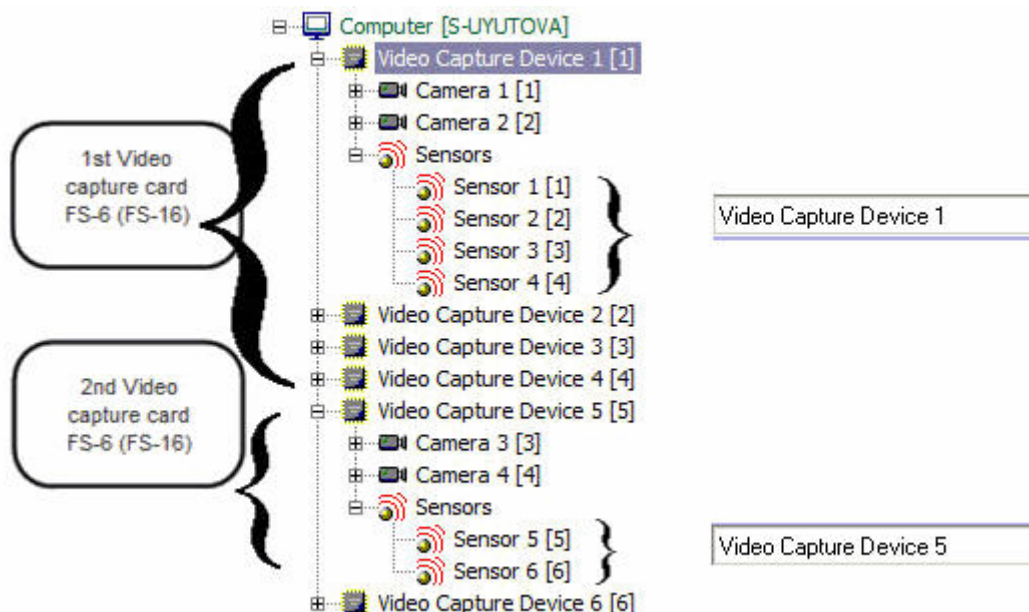 Computer [S-UYUTOVA]
Video Capture Device 1 [1]
Camera 1 [1]
Camera 2 [2]
Sensors
Sensor 1 [1]
Sensor 2 [2]
Sensor 3 [3]
Sensor 4 [4]
Video Capture Device 2 [2]
Video Capture Device 3 [3]
Video Capture Device 4 [4]
Video Capture Device 5 [5]
Camera 3 [3]
Camera 4 [4]
Sensors
Sensor 5 [5]
Sensor 6 [6]
Video Capture Device 6 [6]
1st Video
capture card
FS-6 (FS-16)
2nd Video
capture card
FS-6 (FS-16)
Video Capture Device 1
Video Capture Device 5